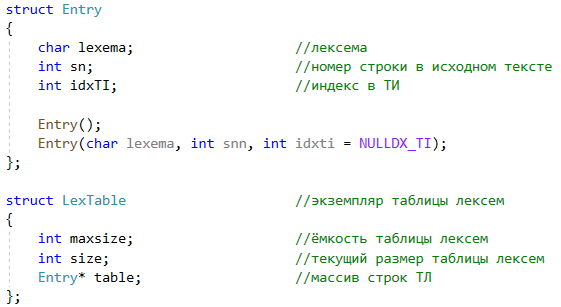 struct Entry
{
    char lexema;                    //лексема
    int sn;                         //номер строки в исходном тексте
    int idxTI;                      //индекс в ТИ

    Entry();
    Entry(char lexema, int snn, int idxti = NULLDX_TI);
};

struct LexTable                     //экземпляр таблицы лексем
{
    int maxsize;                    //ёмкость таблицы лексем
    int size;                       //текущий размер таблицы лексем
    Entry* table;                   //массив строк ТЛ
};